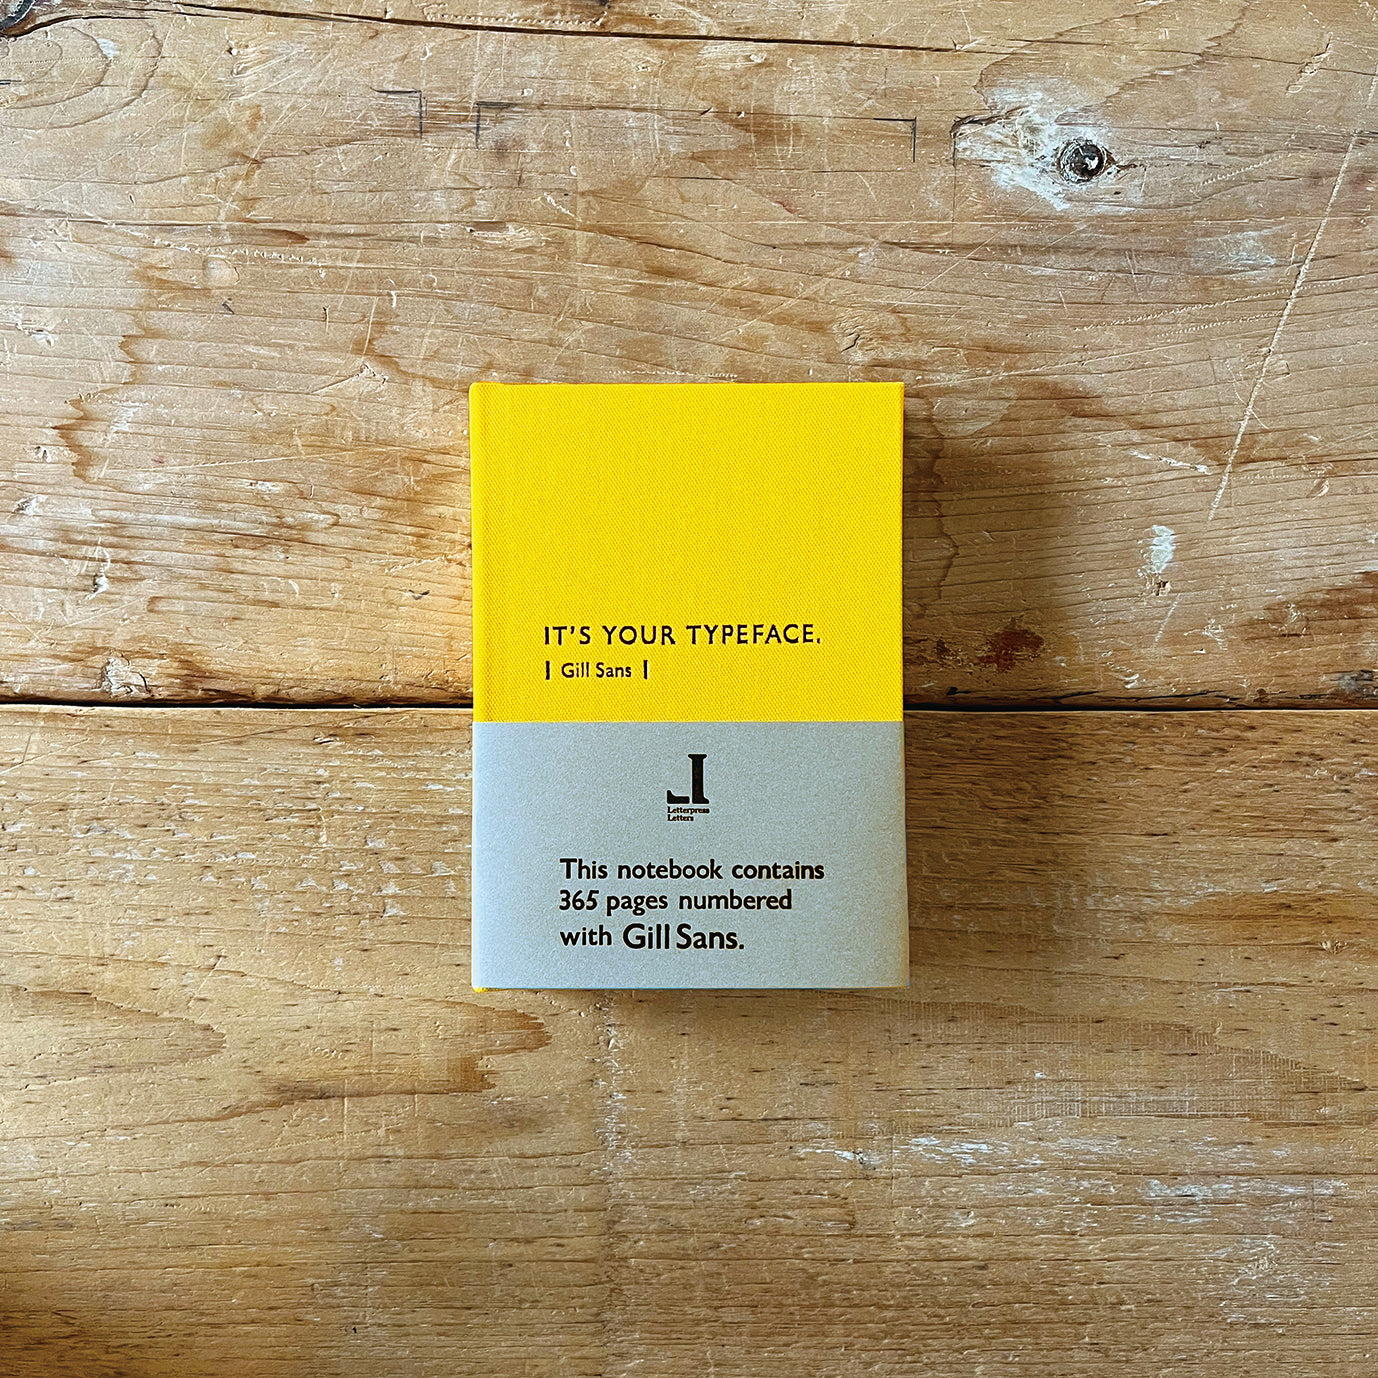 IT'S YOUR TYPEFACE.
| Gill Sans |
Letterpress
Letters
This notebook contains
365 pages numbered
with Gill Sans.